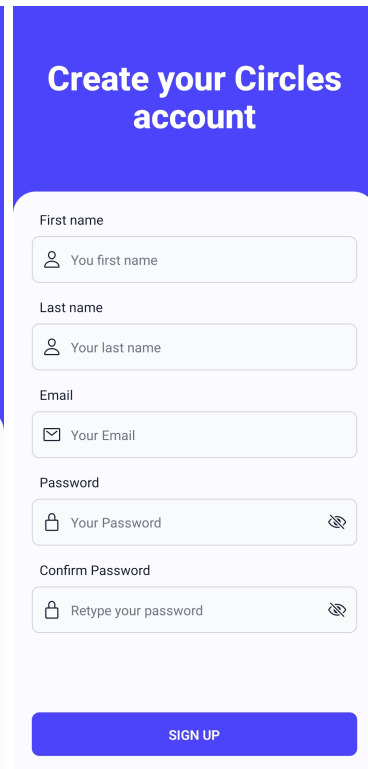 Create your Circles
account
First name
You first name
Last name
Your last name
Email
Your Email
Password
Your Password
Confirm Password
Retype your password
SIGN UP